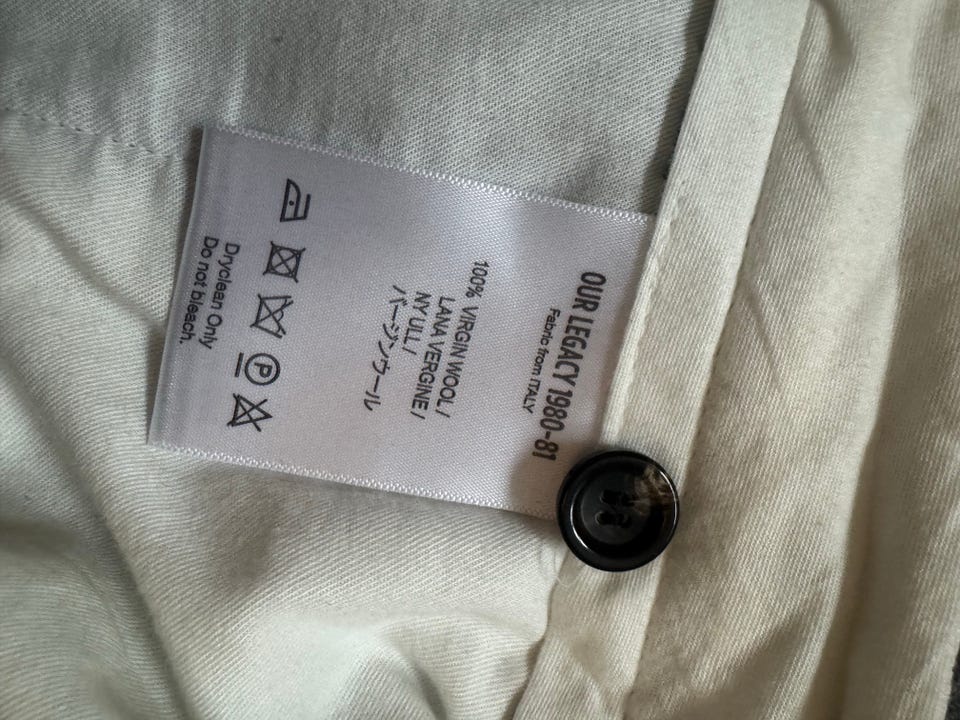 OUR LEGACY 1980-81
Fabric from ITALY
100% VIRGIN WOOL /
LANA VERGINE /
NY ULL /
バージンウール
P
Dryclean Only
Do not bleach.